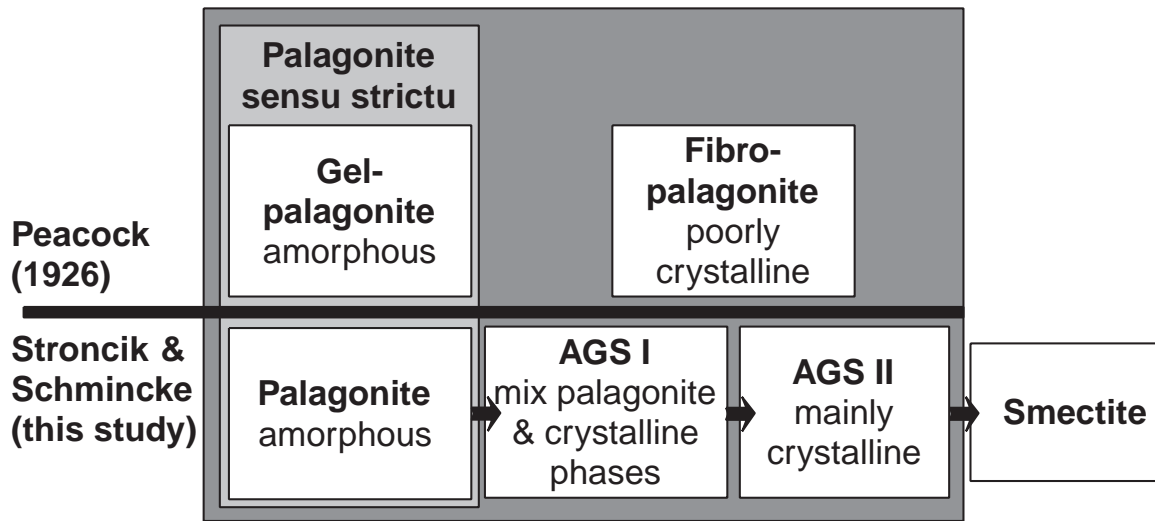 Palagonite
sensu strictu
Gel-
palagonite
amorphous
Fibro-
palagonite
poorly
crystalline
Peacock
(1926)
Stroncik &
Schmincke
(this study)
Palagonite
amorphous
AGS I
mix palagonite
& crystalline
phases
AGS II
mainly
crystalline
Smectite